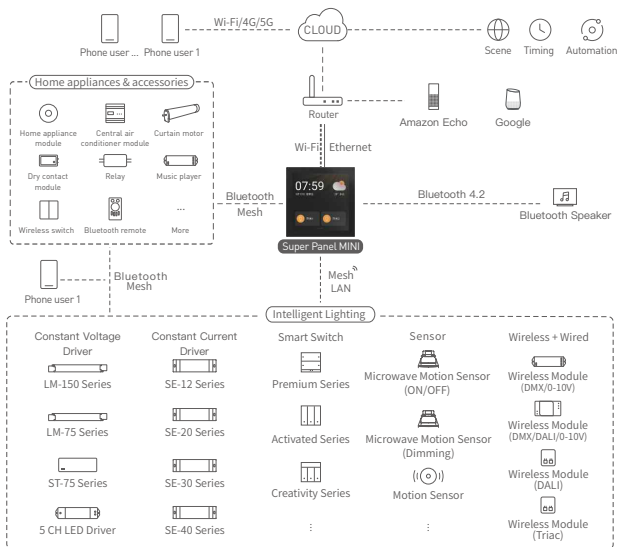 Wi-Fi/4G/5G
CLOUD
Phone user ...
Phone user 1
Scene
Timing
Automation
Home appliances & accessories
Router
Amazon Echo
Google
Home appliance
module
Central air
conditioner module
Curtain motor
Wi-Fi
Ethernet
Dry contact
module
Relay
Music player
07:59
Bluetooth
Mesh
Bluetooth 4.2
Bluetooth Speaker
Wireless switch
Bluetooth remote
...
More
Super Panel MINI
Phone user 1
Bluetooth
Mesh
Mesh
LAN
Intelligent Lighting
Constant Voltage
Driver
LM-150 Series
LM-75 Series
ST-75 Series
5 CH LED Driver
Constant Current
Driver
SE-12 Series
SE-20 Series
SE-30 Series
SE-40 Series
Smart Switch
Premium Series
Activated Series
Creativity Series
⋮
Sensor
Microwave Motion Sensor
(ON/OFF)
Microwave Motion Sensor
(Dimming)
Motion Sensor
⋮
Wireless + Wired
Wireless Module
(DMX/0-10V)
Wireless Module
(DMX/DALI/0-10V)
Wireless Module
(DALI)
Wireless Module
(Triac)